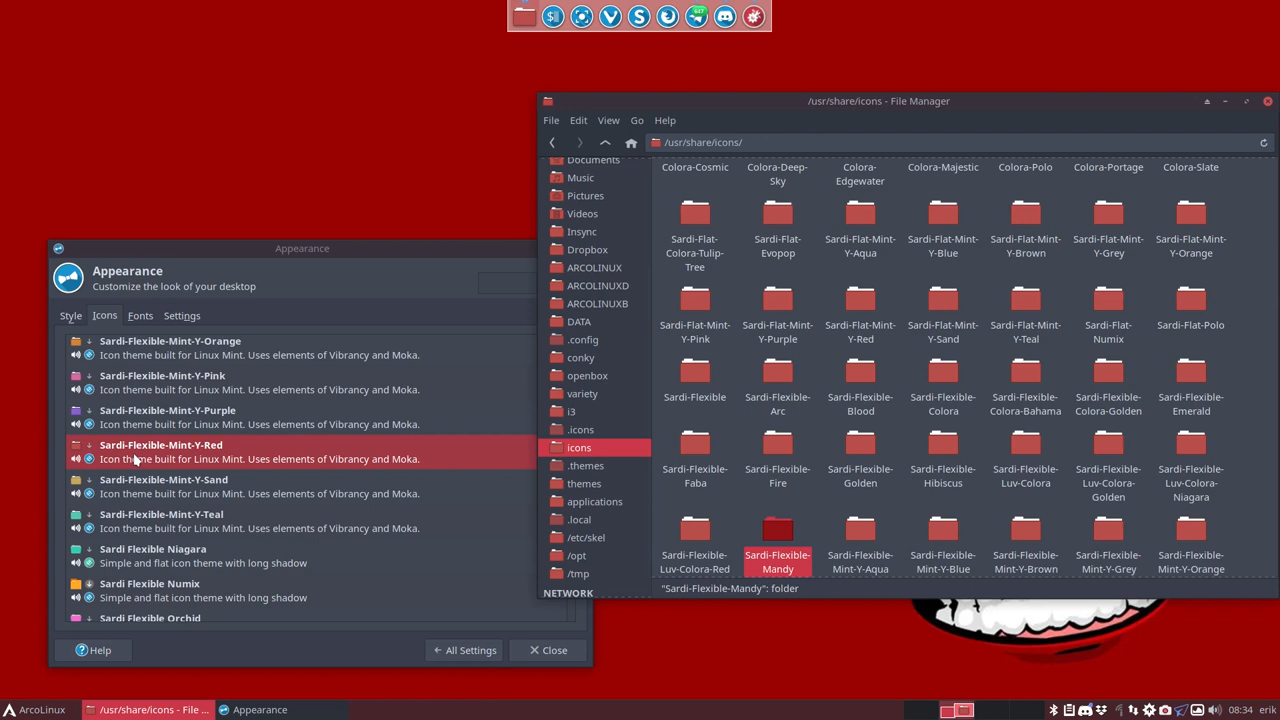 /usr/share/icons - File Manager
File Edit View Go Help
/usr/share/icons/
Documents
Music
Pictures
Videos
Insync
Dropbox
ARCOLINUX
ARCOLINUXD
ARCOLINUXB
DATA
.config
conky
openbox
variety
i3
.icons
icons
.themes
themes
applications
.local
/etc/skel
/opt
/tmp
NETWORK
Colora-Cosmic
Colora-Deep-
Sky
Colora-
Edgewater
Colora-Majestic
Colora-Polo
Colora-Portage
Colora-Slate
Sardi-Flat-
Colora-Tulip-
Tree
Sardi-Flat-
Evopop
Sardi-Flat-Mint-
Y-Aqua
Sardi-Flat-Mint-
Y-Blue
Sardi-Flat-Mint-
Y-Brown
Sardi-Flat-Mint-
Y-Grey
Sardi-Flat-Mint-
Y-Orange
Sardi-Flat-Mint-
Y-Pink
Sardi-Flat-Mint-
Y-Purple
Sardi-Flat-Mint-
Y-Red
Sardi-Flat-Mint-
Y-Sand
Sardi-Flat-Mint-
Y-Teal
Sardi-Flat-
Numix
Sardi-Flat-Polo
Sardi-Flexible
Sardi-Flexible-
Arc
Sardi-Flexible-
Blood
Sardi-Flexible-
Colora
Sardi-Flexible-
Colora-Bahama
Sardi-Flexible-
Colora-Golden
Sardi-Flexible-
Emerald
Sardi-Flexible-
Faba
Sardi-Flexible-
Fire
Sardi-Flexible-
Golden
Sardi-Flexible-
Hibiscus
Sardi-Flexible-
Luv-Colora
Sardi-Flexible-
Luv-Colora-
Golden
Sardi-Flexible-
Luv-Colora-
Niagara
Sardi-Flexible-
Luv-Colora-Red
Sardi-Flexible-
Mandy
Sardi-Flexible-
Mint-Y-Aqua
Sardi-Flexible-
Mint-Y-Blue
Sardi-Flexible-
Mint-Y-Brown
Sardi-Flexible-
Mint-Y-Grey
Sardi-Flexible-
Mint-Y-Orange
"Sardi-Flexible-Mandy": folder
Appearance
Appearance
Customize the look of your desktop
Style Icons Fonts Settings
Sardi-Flexible-Mint-Y-Orange
Icon theme built for Linux Mint. Uses elements of Vibrancy and Moka.
Sardi-Flexible-Mint-Y-Pink
Icon theme built for Linux Mint. Uses elements of Vibrancy and Moka.
Sardi-Flexible-Mint-Y-Purple
Icon theme built for Linux Mint. Uses elements of Vibrancy and Moka.
Sardi-Flexible-Mint-Y-Red
Icon theme built for Linux Mint. Uses elements of Vibrancy and Moka.
Sardi-Flexible-Mint-Y-Sand
Icon theme built for Linux Mint. Uses elements of Vibrancy and Moka.
Sardi-Flexible-Mint-Y-Teal
Icon theme built for Linux Mint. Uses elements of Vibrancy and Moka.
Sardi Flexible Niagara
Simple and flat icon theme with long shadow
Sardi Flexible Numix
Simple and flat icon theme with long shadow
Sardi Flexible Orchid
Help
All Settings
Close
ArcoLinux
/usr/share/icons - File ...
Appearance
08:34 erik